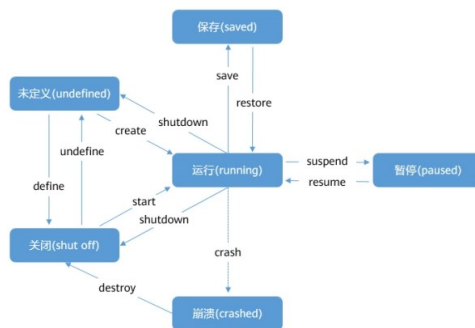 保存(saved)
save
restore
未定义(undefined)
shutdown
create
undefine
运行(running)
suspend
resume
暂停(paused)
define
start
shutdown
关闭(shut off)
crash
destroy
崩溃(crashed)